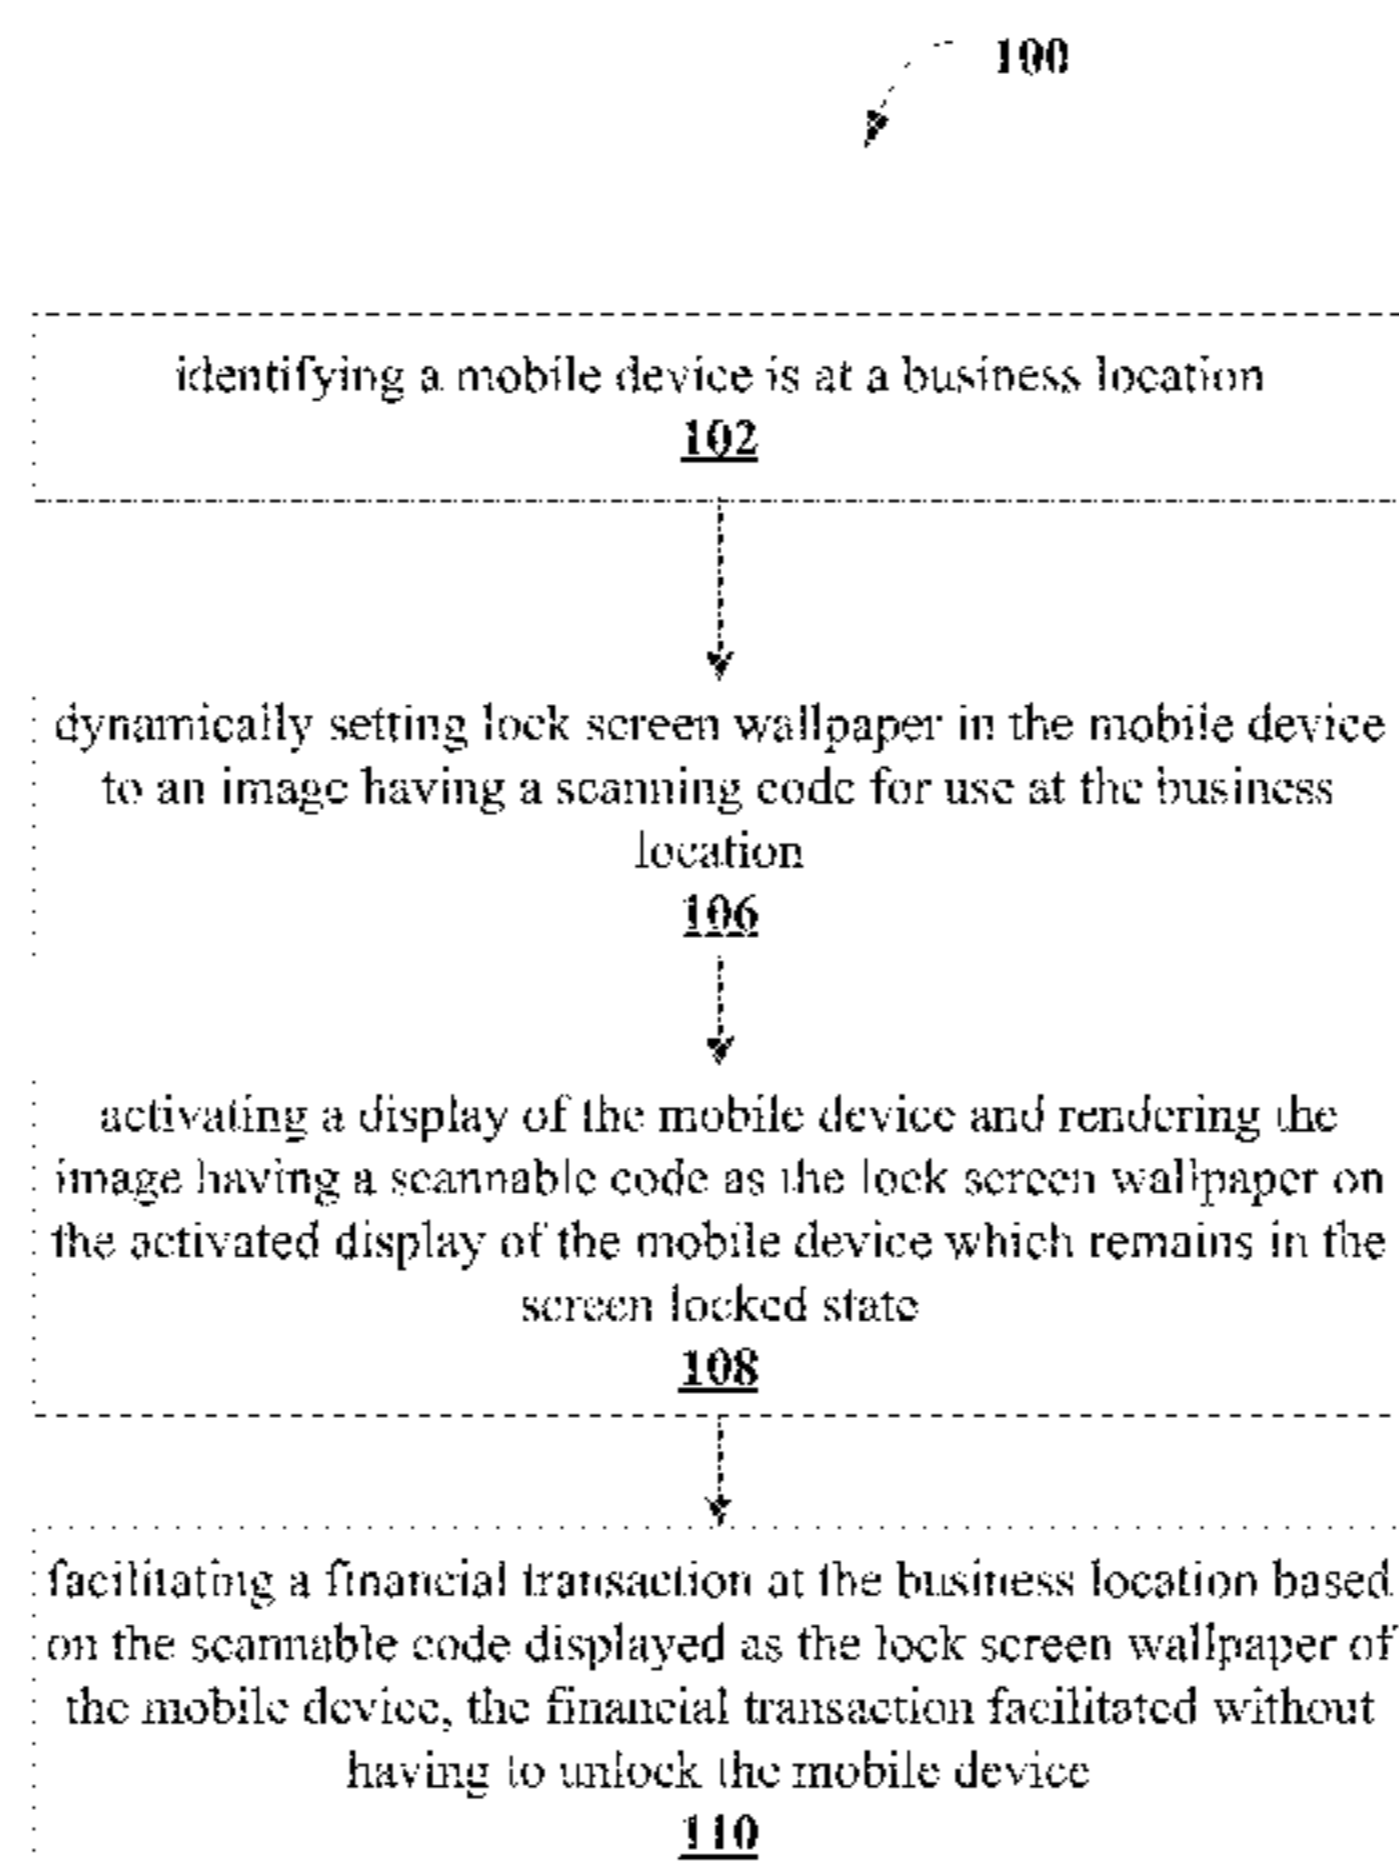 100
identifying a mobile device is at a business location
102
dynamically setting lock screen wallpaper in the mobile device
to an image having a scanning code for use at the business
location
106
activating a display of the mobile device and rendering the
image having a scannable code as the lock screen wallpaper on
the activated display of the mobile device which remains in the
screen locked state
108
facilitating a financial transaction at the business location based
on the scannable code displayed as the lock screen wallpaper of
the mobile device, the financial transaction facilitated without
having to unlock the mobile device
110